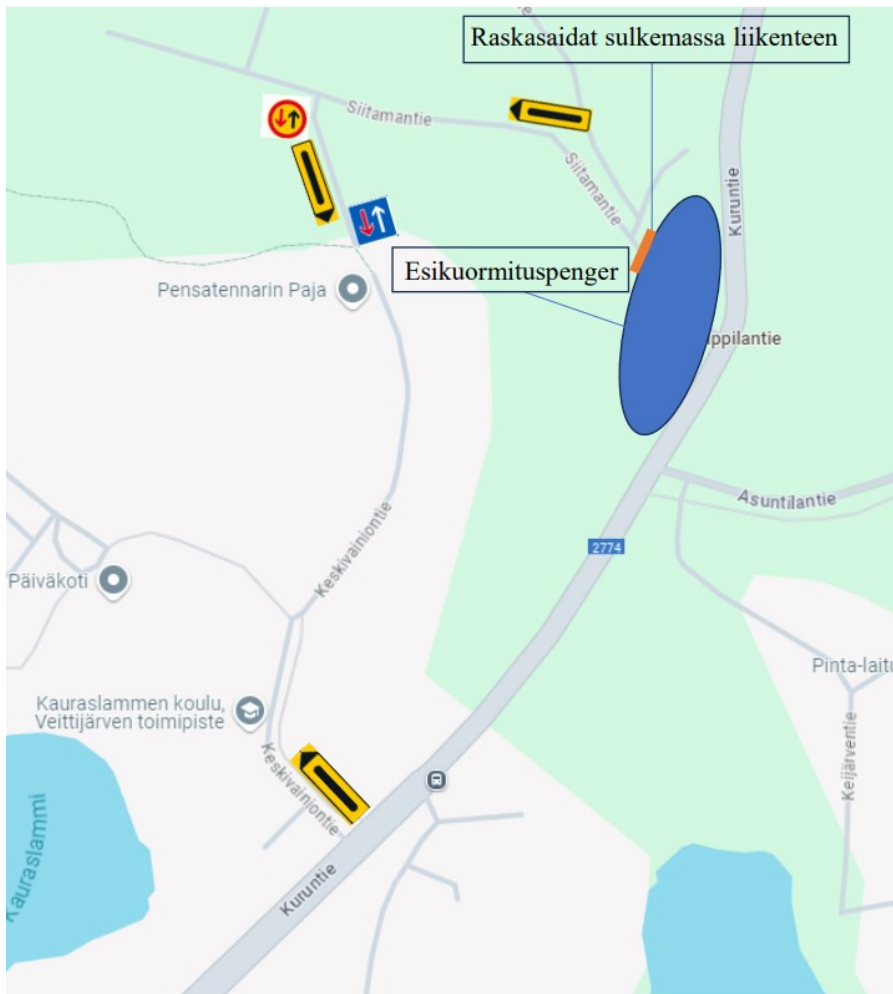 Raskasaidat sulkemassa liikenteen
Siitamantie
Siitamantie
Kuruntie
Esikuormituspenger
Pensatennarin Paja
ippilantie
Asuntilantie
Keskivainiontie
2774
Päiväkoti
Pinta-laitu
Kauraslammen koulu,
Veittijärven toimipiste
Keskivainiontie
Keijärventie
Kauraslammi
Kuruntie